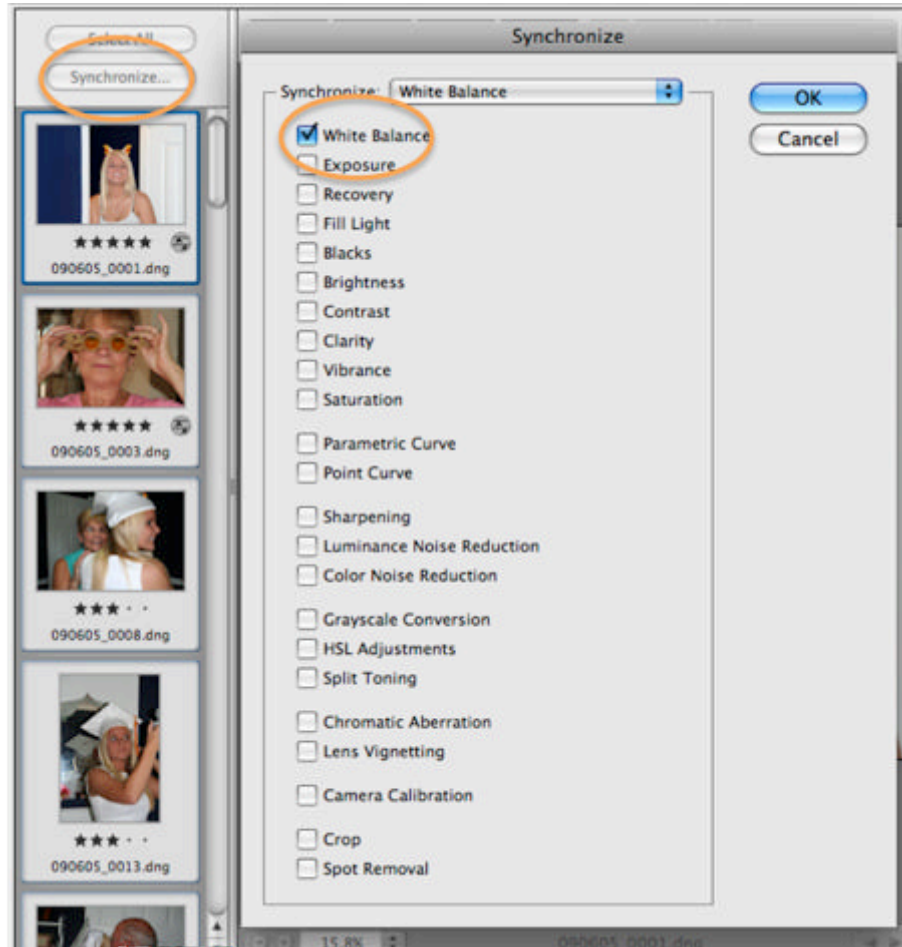 Select All
Synchronize...
★★★★★
090605_0001.dng
★★★★★
090605_0003.dng
★★★··
090605_0008.dng
★★★··
090605_0013.dng
Synchronize
Synchronize: White Balance
White Balance
Exposure
Recovery
Fill Light
Blacks
Brightness
Contrast
Clarity
Vibrance
Saturation
Parametric Curve
Point Curve
Sharpening
Luminance Noise Reduction
Color Noise Reduction
Grayscale Conversion
HSL Adjustments
Split Toning
Chromatic Aberration
Lens Vignetting
Camera Calibration
Crop
Spot Removal
OK
Cancel
15.8%
090605_0001.dng